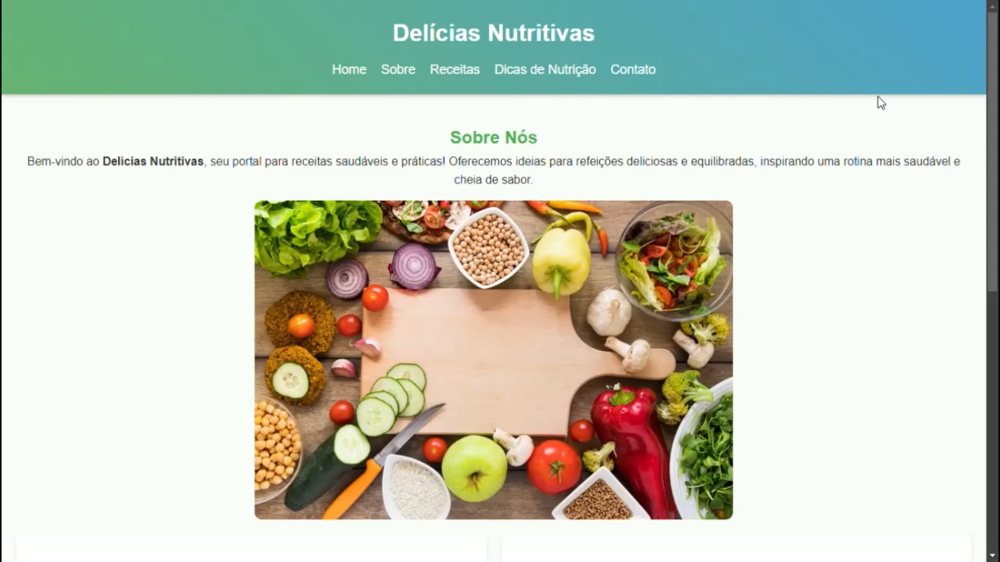 Delícias Nutritivas
Home Sobre Receitas Dicas de Nutrição Contato
Sobre Nós
Bem-vindo ao Delícias Nutritivas, seu portal para receitas saudáveis e práticas! Oferecemos ideias para refeições deliciosas e equilibradas, inspirando uma rotina mais saudável e
cheia de sabor.